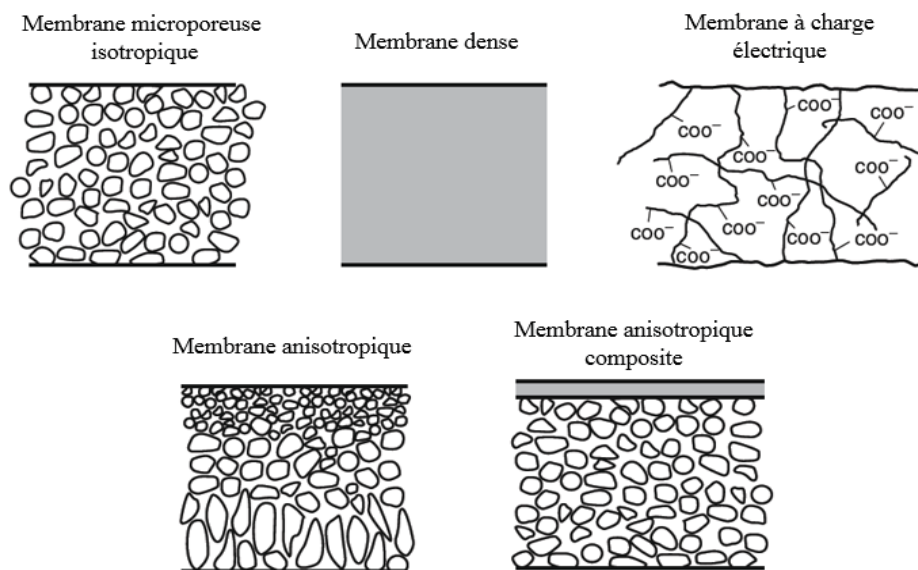 Membrane microporeuse
isotropique
Membrane dense
Membrane à charge
électrique
COO⁻
COO⁻
COO⁻
COO⁻
COO⁻
COO⁻
COO⁻
COO⁻
COO⁻
COO⁻
COO⁻
COO⁻
Membrane anisotropique
Membrane anisotropique
composite